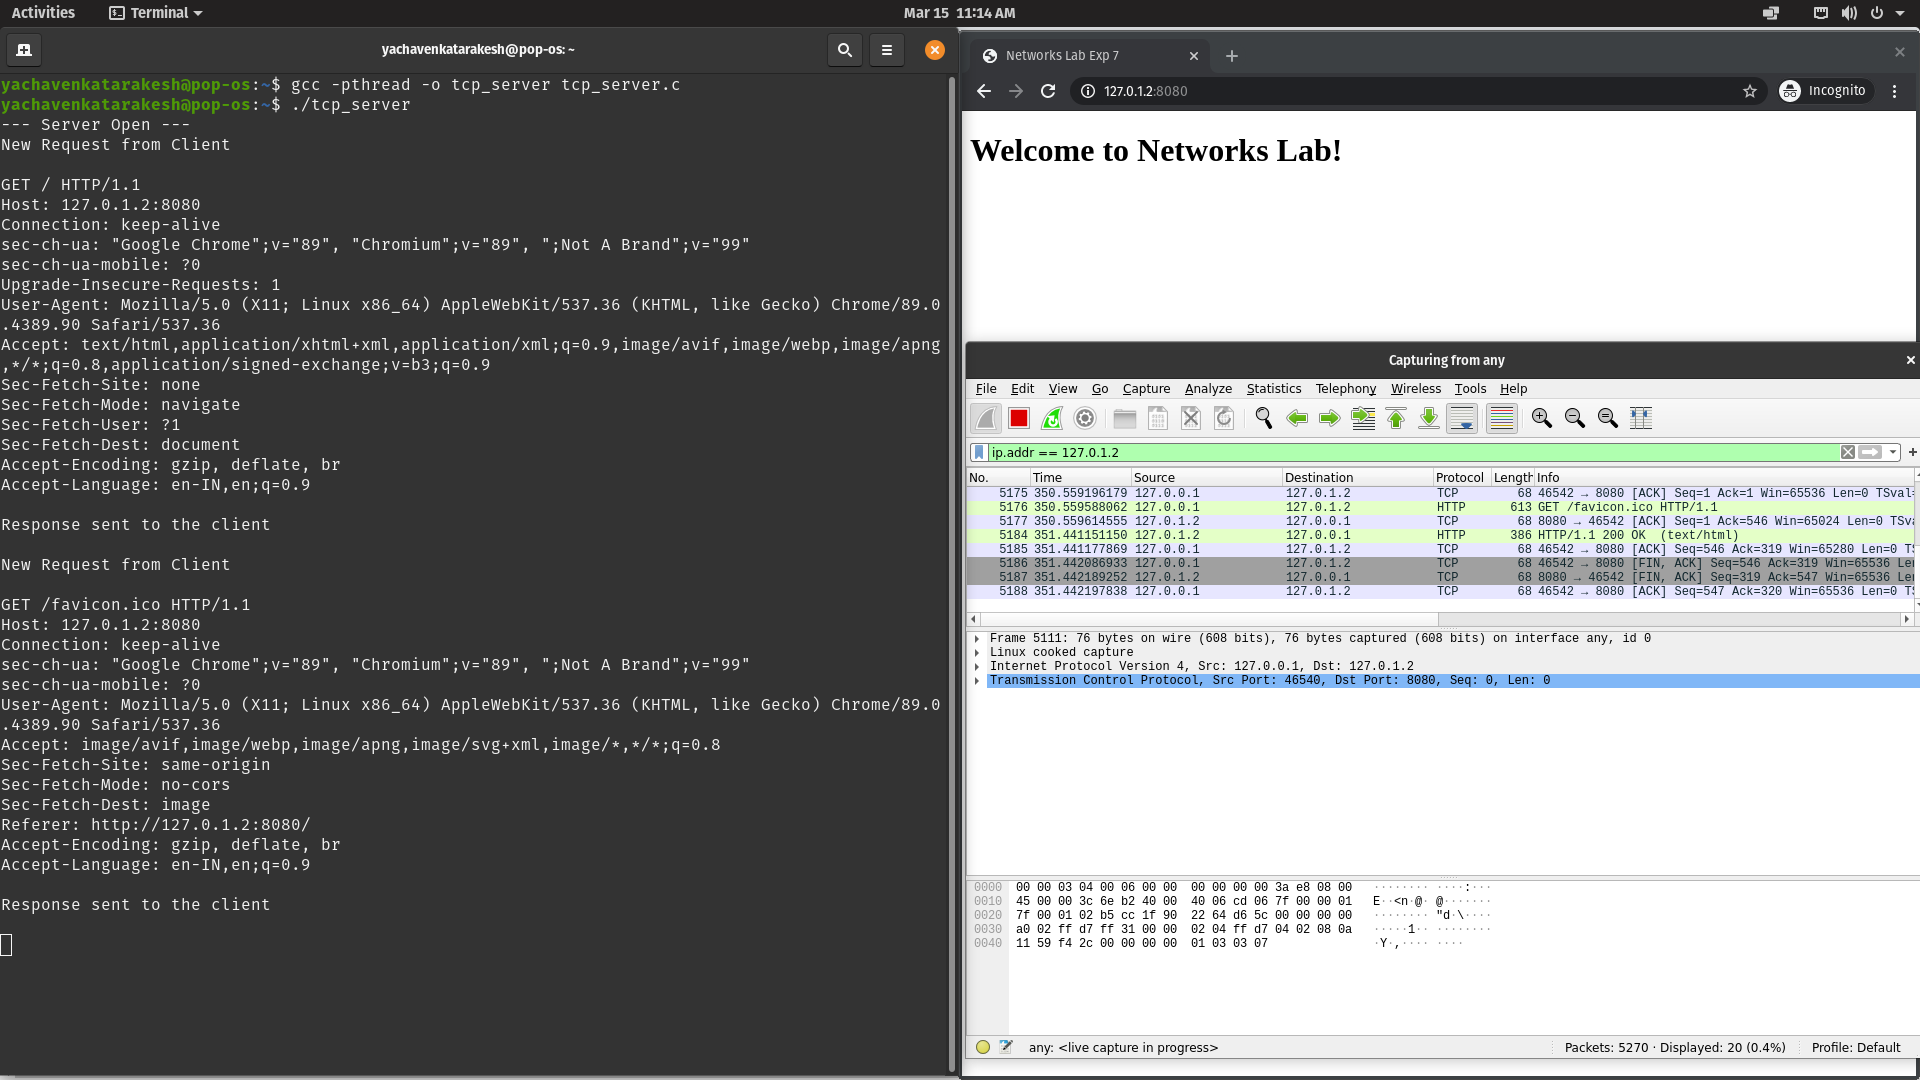 Activities
Terminal
Mar 15 11:14 AM
yachavenkatarakesh@pop-os: ~
yachavenkatarakesh@pop-os:~$ gcc -pthread -o tcp_server tcp_server.c
yachavenkatarakesh@pop-os:~$ ./tcp_server
--- Server Open ---
New Request from Client
GET / HTTP/1.1
Host: 127.0.1.2:8080
Connection: keep-alive
sec-ch-ua: "Google Chrome";v="89", "Chromium";v="89", ";Not A Brand";v="99"
sec-ch-ua-mobile: ?0
Upgrade-Insecure-Requests: 1
User-Agent: Mozilla/5.0 (X11; Linux x86_64) AppleWebKit/537.36 (KHTML, like Gecko) Chrome/89.0
.4389.90 Safari/537.36
Accept: text/html,application/xhtml+xml,application/xml;q=0.9,image/avif,image/webp,image/apng
,*/*;q=0.8,application/signed-exchange;v=b3;q=0.9
Sec-Fetch-Site: none
Sec-Fetch-Mode: navigate
Sec-Fetch-User: ?1
Sec-Fetch-Dest: document
Accept-Encoding: gzip, deflate, br
Accept-Language: en-IN,en;q=0.9
Response sent to the client
New Request from Client
GET /favicon.ico HTTP/1.1
Host: 127.0.1.2:8080
Connection: keep-alive
sec-ch-ua: "Google Chrome";v="89", "Chromium";v="89", ";Not A Brand";v="99"
sec-ch-ua-mobile: ?0
User-Agent: Mozilla/5.0 (X11; Linux x86_64) AppleWebKit/537.36 (KHTML, like Gecko) Chrome/89.0
.4389.90 Safari/537.36
Accept: image/avif,image/webp,image/apng,image/svg+xml,image/*,*/*;q=0.8
Sec-Fetch-Site: same-origin
Sec-Fetch-Mode: no-cors
Sec-Fetch-Dest: image
Referer: http://127.0.1.2:8080/
Accept-Encoding: gzip, deflate, br
Accept-Language: en-IN,en;q=0.9
Response sent to the client
Networks Lab Exp 7
127.0.1.2:8080
Incognito
Welcome to Networks Lab!
Capturing from any
File Edit View Go Capture Analyze Statistics Telephony Wireless Tools Help
ip.addr == 127.0.1.2
No. Time Source Destination Protocol Length Info
5175 350.559196179 127.0.0.1 127.0.1.2 TCP 68 46542 → 8080 [ACK] Seq=1 Ack=1 Win=65536 Len=0 TSval=
5176 350.559588062 127.0.0.1 127.0.1.2 HTTP 613 GET /favicon.ico HTTP/1.1
5177 350.559614555 127.0.1.2 127.0.0.1 TCP 68 8080 → 46542 [ACK] Seq=1 Ack=546 Win=65024 Len=0 TSva
5184 351.441151150 127.0.1.2 127.0.0.1 HTTP 386 HTTP/1.1 200 OK (text/html)
5185 351.441177869 127.0.0.1 127.0.1.2 TCP 68 46542 → 8080 [ACK] Seq=546 Ack=319 Win=65280 Len=0 T
5186 351.442086933 127.0.0.1 127.0.1.2 TCP 68 46542 → 8080 [FIN, ACK] Seq=546 Ack=319 Win=65536 Le
5187 351.442189252 127.0.1.2 127.0.0.1 TCP 68 8080 → 46542 [FIN, ACK] Seq=319 Ack=547 Win=65536 Le
5188 351.442197838 127.0.0.1 127.0.1.2 TCP 68 46542 → 8080 [ACK] Seq=547 Ack=320 Win=65536 Len=0 T
Frame 5111: 76 bytes on wire (608 bits), 76 bytes captured (608 bits) on interface any, id 0
Linux cooked capture
Internet Protocol Version 4, Src: 127.0.0.1, Dst: 127.0.1.2
Transmission Control Protocol, Src Port: 46540, Dst Port: 8080, Seq: 0, Len: 0
0000 00 00 03 04 00 06 00 00 00 00 00 00 3a e8 08 00 ········ ····:···
0010 45 00 00 3c 6e b2 40 00 40 06 cd 06 7f 00 00 01 E··<n·@· @·······
0020 7f 00 01 02 b5 cc 1f 90 22 64 d6 5c 00 00 00 00 ········ "d·\····
0030 a0 02 ff d7 ff 31 00 00 02 04 ff d7 04 02 08 0a ·····1·· ········
0040 11 59 f4 2c 00 00 00 00 01 03 03 07 ·Y·,···· ····
any: <live capture in progress>
Packets: 5270 · Displayed: 20 (0.4%)
Profile: Default